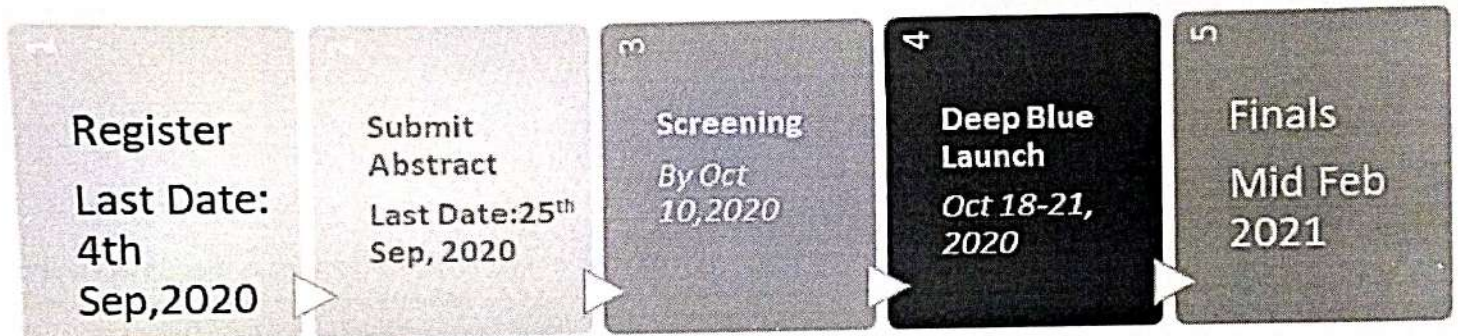 1
Register
Last Date:
4th
Sep,2020
2
Submit
Abstract
Last Date:25th
Sep, 2020
3
Screening
By Oct
10,2020
4
Deep Blue
Launch
Oct 18-21,
2020
5
Finals
Mid Feb
2021